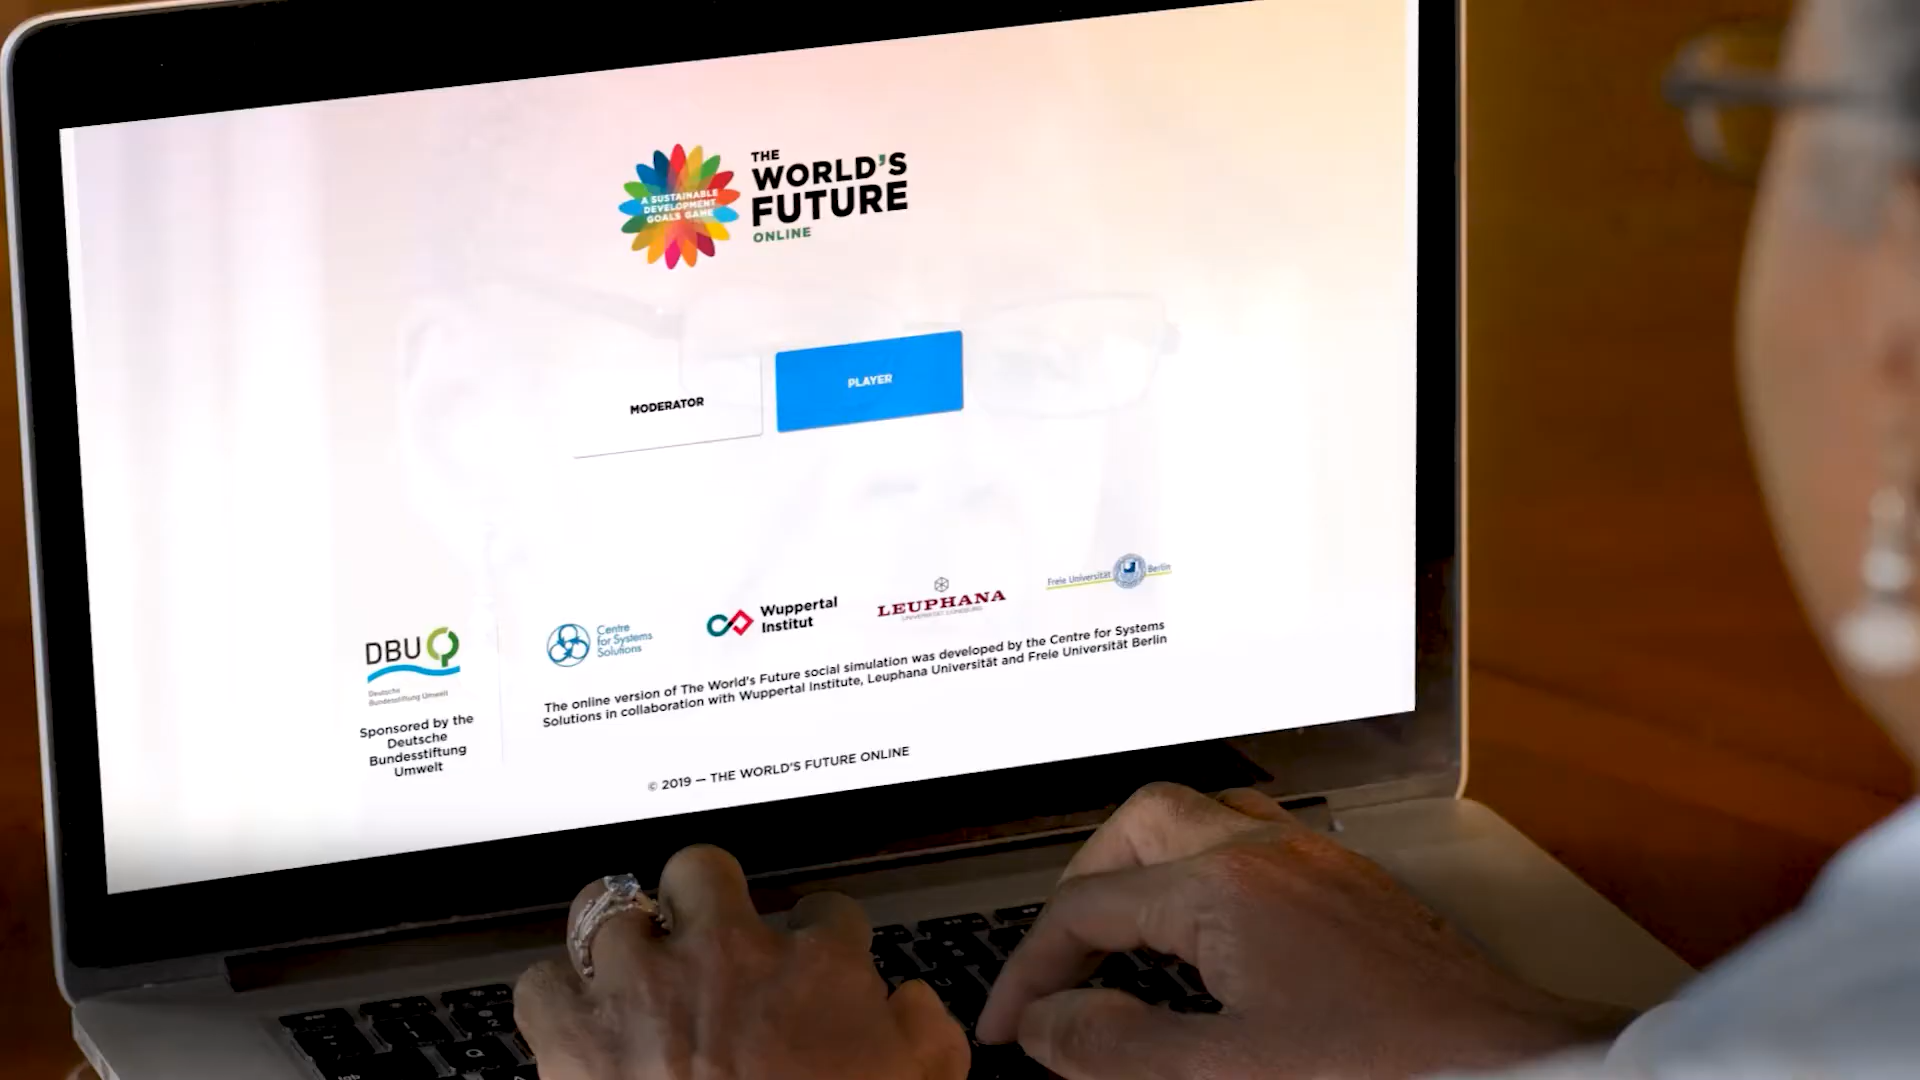 THE
WORLD'S
FUTURE
ONLINE
A SUSTAINABLE
DEVELOPMENT
GOALS GAME
MODERATOR
PLAYER
DBU
Deutsche
Bundesstiftung Umwelt
Sponsored by the
Deutsche
Bundesstiftung
Umwelt
Centre
for Systems
Solutions
Wuppertal
Institut
LEUPHANA
Freie Universität Berlin
The online version of The World's Future social simulation was developed by the Centre for Systems
Solutions in collaboration with Wuppertal Institute, Leuphana Universität and Freie Universität Berlin
© 2019 — THE WORLD'S FUTURE ONLINE